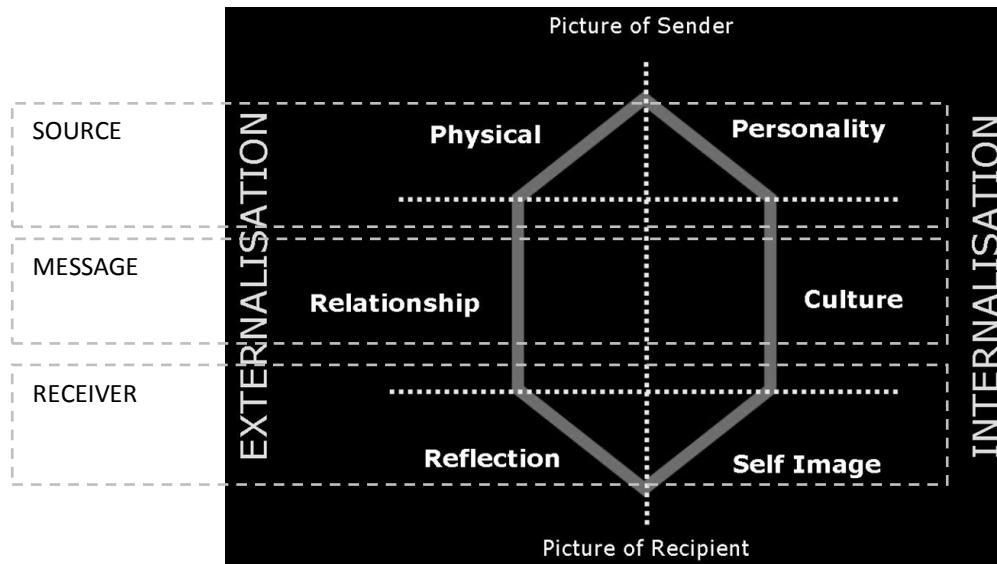 Picture of Sender
SOURCE
Physical
Personality
EXTERNALISATION
INTERNALISATION
MESSAGE
Relationship
Culture
RECEIVER
Reflection
Self Image
Picture of Recipient